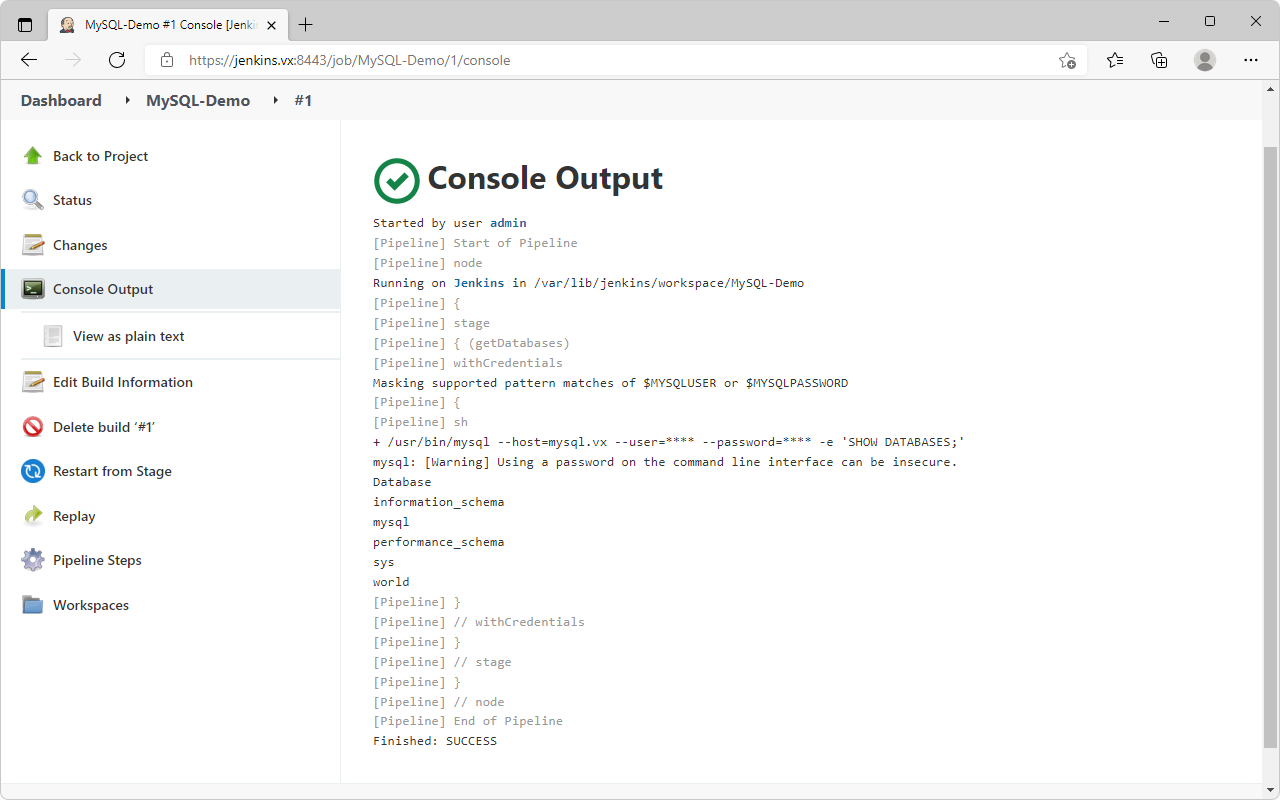 MySQL-Demo #1 Console [Jenki
https://jenkins.vx:8443/job/MySQL-Demo/1/console
Dashboard MySQL-Demo #1
Back to Project
Status
Changes
Console Output
View as plain text
Edit Build Information
Delete build ‘#1’
Restart from Stage
Replay
Pipeline Steps
Workspaces
Console Output
Started by user admin
[Pipeline] Start of Pipeline
[Pipeline] node
Running on Jenkins in /var/lib/jenkins/workspace/MySQL-Demo
[Pipeline] {
[Pipeline] stage
[Pipeline] { (getDatabases)
[Pipeline] withCredentials
Masking supported pattern matches of $MYSQLUSER or $MYSQLPASSWORD
[Pipeline] {
[Pipeline] sh
+ /usr/bin/mysql --host=mysql.vx --user=**** --password=**** -e 'SHOW DATABASES;'
mysql: [Warning] Using a password on the command line interface can be insecure.
Database
information_schema
mysql
performance_schema
sys
world
[Pipeline] }
[Pipeline] // withCredentials
[Pipeline] }
[Pipeline] // stage
[Pipeline] }
[Pipeline] // node
[Pipeline] End of Pipeline
Finished: SUCCESS